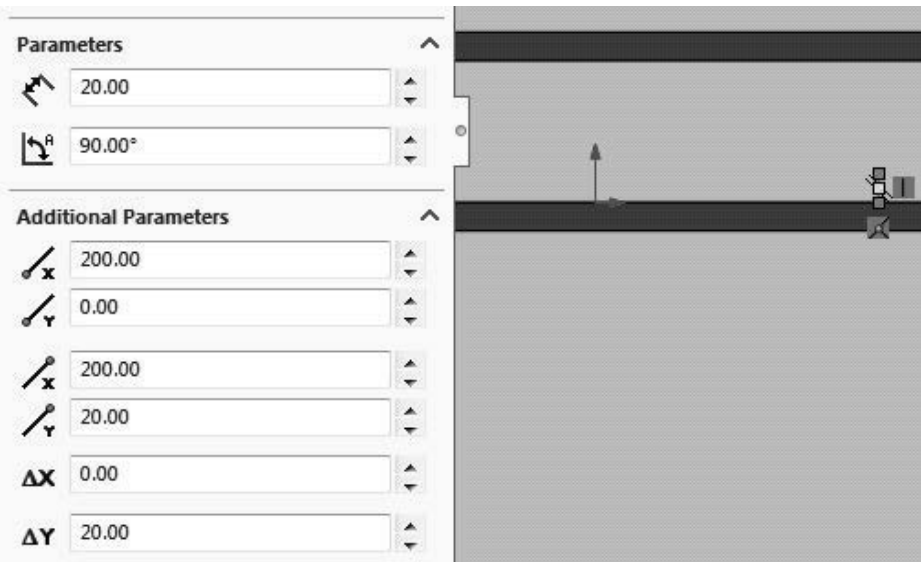 Parameters
20.00
A
90.00°
Additional Parameters
X
200.00
Y
0.00
X
200.00
Y
20.00
ΔX
0.00
ΔY
20.00